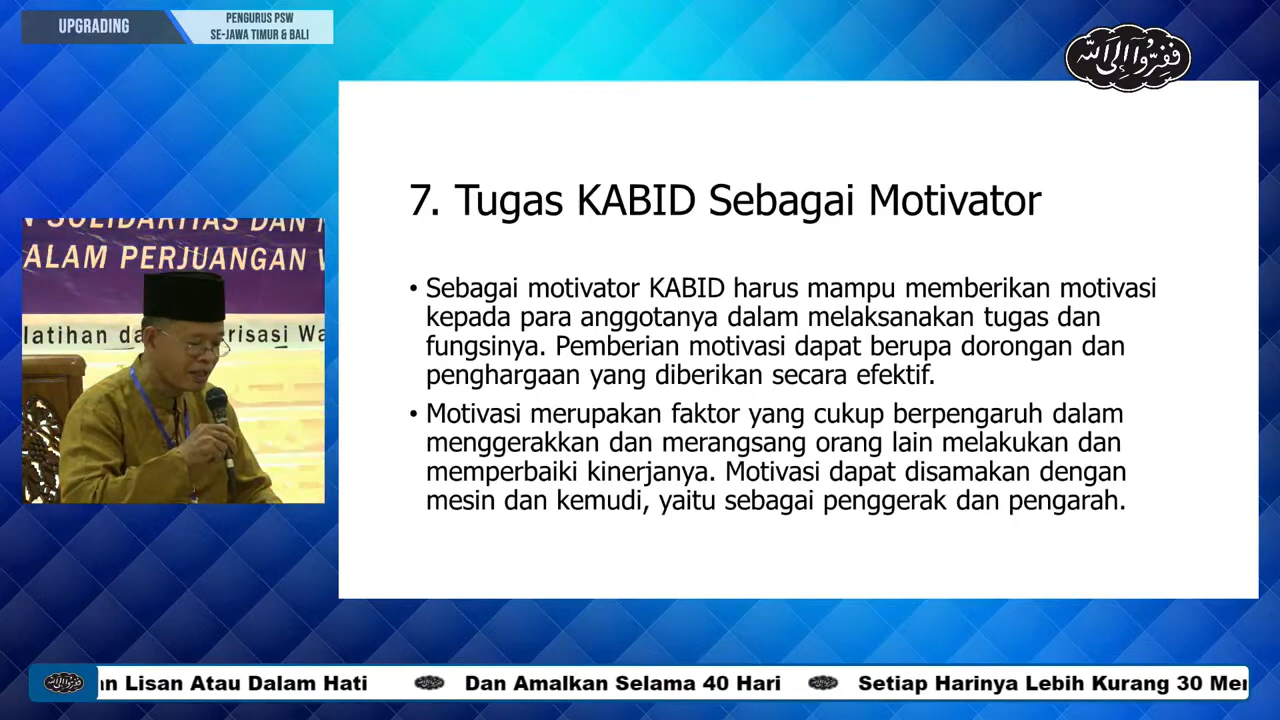 UPGRADING
PENGURUS PSW
SE-JAWA TIMUR & BALI
فَفِرُّوٓا۟ إِلَى ٱللَّهِ
7. Tugas KABID Sebagai Motivator
• Sebagai motivator KABID harus mampu memberikan motivasi
kepada para anggotanya dalam melaksanakan tugas dan
fungsinya. Pemberian motivasi dapat berupa dorongan dan
penghargaan yang diberikan secara efektif.
• Motivasi merupakan faktor yang cukup berpengaruh dalam
menggerakkan dan merangsang orang lain melakukan dan
memperbaiki kinerjanya. Motivasi dapat disamakan dengan
mesin dan kemudi, yaitu sebagai penggerak dan pengarah.
SOLIDARITAS DAN
ALAM PERJUANGAN
latihan da erisasi Wa
an Lisan Atau Dalam Hati Dan Amalkan Selama 40 Hari Setiap Harinya Lebih Kurang 30 Men